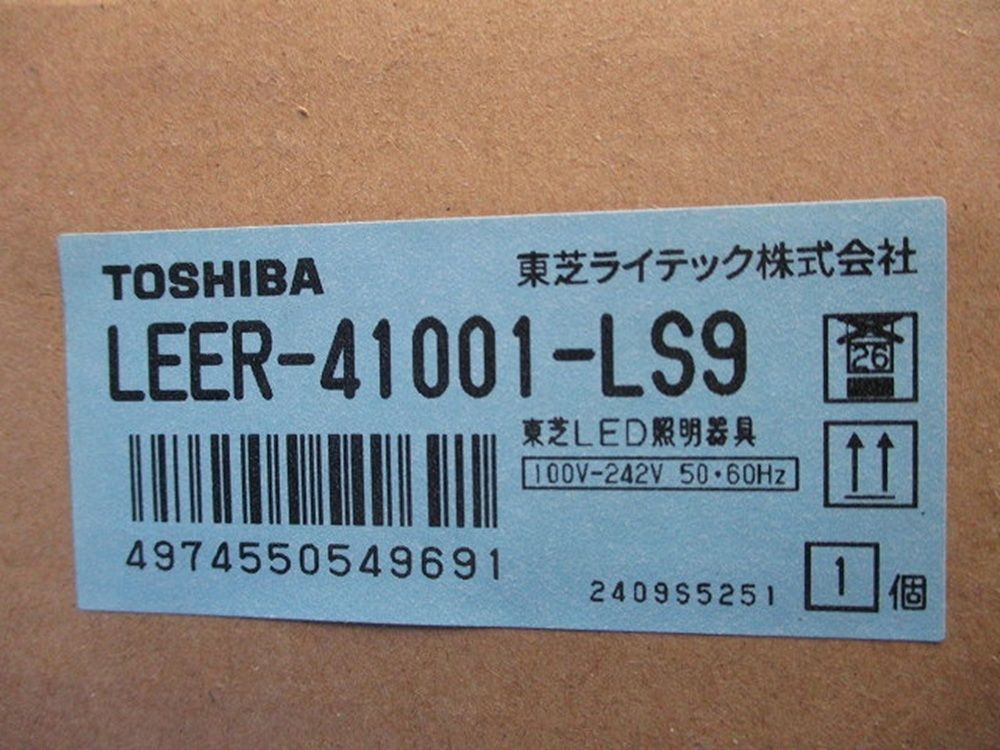 TOSHIBA
東芝ライテック株式会社
LEER-41001-LS9
26
東芝LED照明器具
100V-242V 50・60Hz
4974550549691
2409S5251
1個